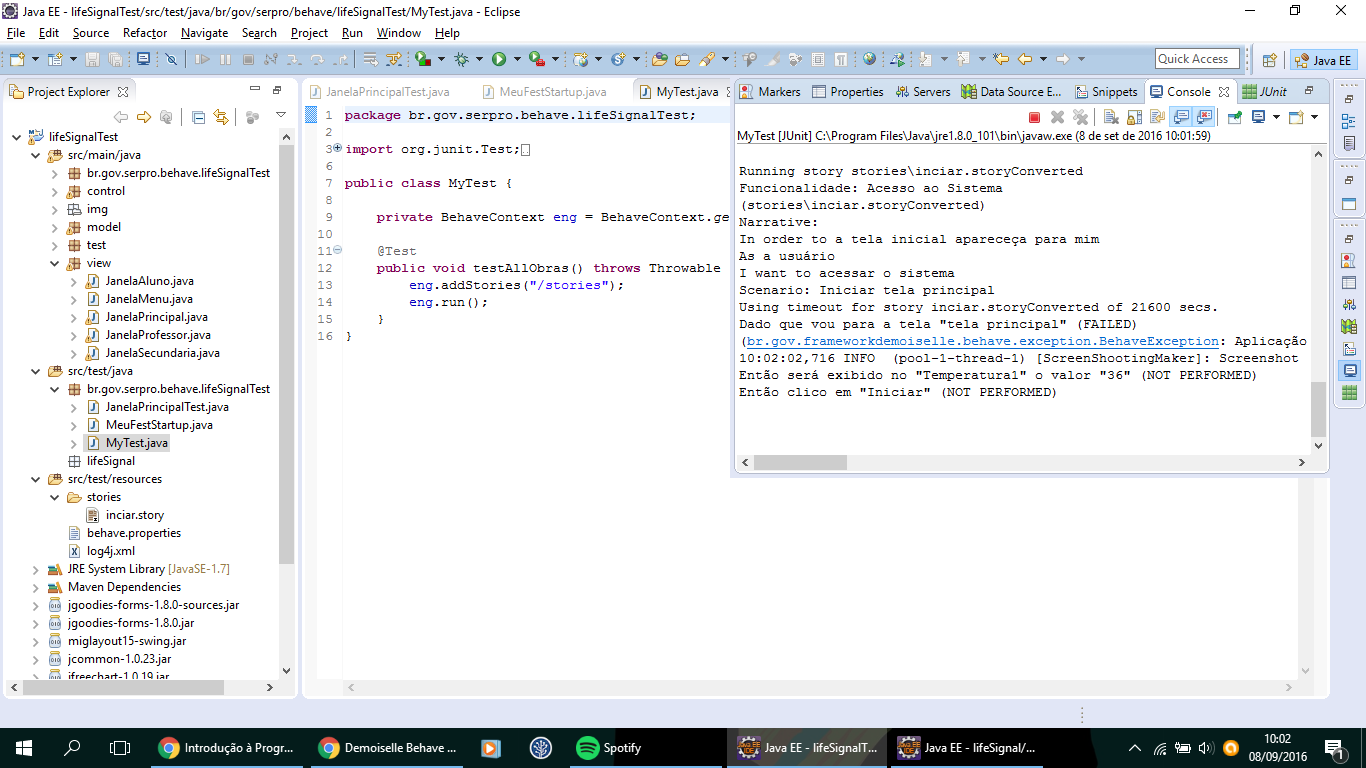 Java EE - lifeSignalTest/src/test/java/br/gov/serpro/behave/lifeSignalTest/MyTest.java - Eclipse
File Edit Source Refactor Navigate Search Project Run Window Help
Quick Access
Java EE
Project Explorer
lifeSignalTest
src/main/java
br.gov.serpro.behave.lifeSignalTest
control
img
model
test
view
JanelaAluno.java
JanelaMenu.java
JanelaPrincipal.java
JanelaProfessor.java
JanelaSecundaria.java
src/test/java
br.gov.serpro.behave.lifeSignalTest
JanelaPrincipalTest.java
MeuFestStartup.java
MyTest.java
lifeSignal
src/test/resources
stories
inciar.story
behave.properties
log4j.xml
JRE System Library [JavaSE-1.7]
Maven Dependencies
jgoodies-forms-1.8.0-sources.jar
jgoodies-forms-1.8.0.jar
miglayout15-swing.jar
jcommon-1.0.23.jar
jfreechart-1.0.19.jar
JanelaPrincipalTest.java MeuFestStartup.java MyTest.java
1 package br.gov.serpro.behave.lifeSignalTest;
2
3 import org.junit.Test;
6
7 public class MyTest {
8
9 private BehaveContext eng = BehaveContext.ge
10
11 @Test
12 public void testAllObras() throws Throwable
13 eng.addStories("/stories");
14 eng.run();
15 }
16 }
Markers Properties Servers Data Source E... Snippets Console JUnit
MyTest [JUnit] C:\Program Files\Java\jre1.8.0_101\bin\javaw.exe (8 de set de 2016 10:01:59)
Running story stories\inciar.storyConverted
Funcionalidade: Acesso ao Sistema
(stories\inciar.storyConverted)
Narrative:
In order to a tela inicial apareceça para mim
As a usuário
I want to acessar o sistema
Scenario: Iniciar tela principal
Using timeout for story inciar.storyConverted of 21600 secs.
Dado que vou para a tela "tela principal" (FAILED)
(br.gov.frameworkdemoiselle.behave.exception.BehaveException: Aplicação
10:02:02,716 INFO (pool-1-thread-1) [ScreenShootingMaker]: Screenshot
Então será exibido no "Temperatura1" o valor "36" (NOT PERFORMED)
Então clico em "Iniciar" (NOT PERFORMED)
Introdução à Progr...
Demoiselle Behave ...
Spotify
Java EE - lifeSignalT...
Java EE - lifeSignal/...
10:02
08/09/2016
1